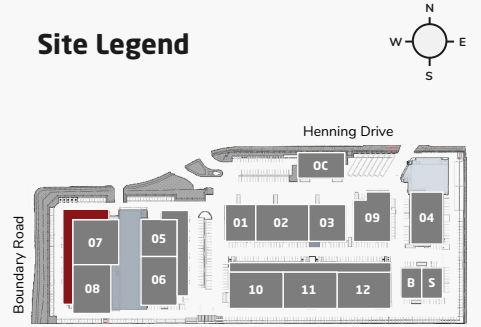 N
Site Legend
W E
S
Henning Drive
OC
01 02 03 09 04
07 05
Boundary Road
08 06
10 11 12 B S